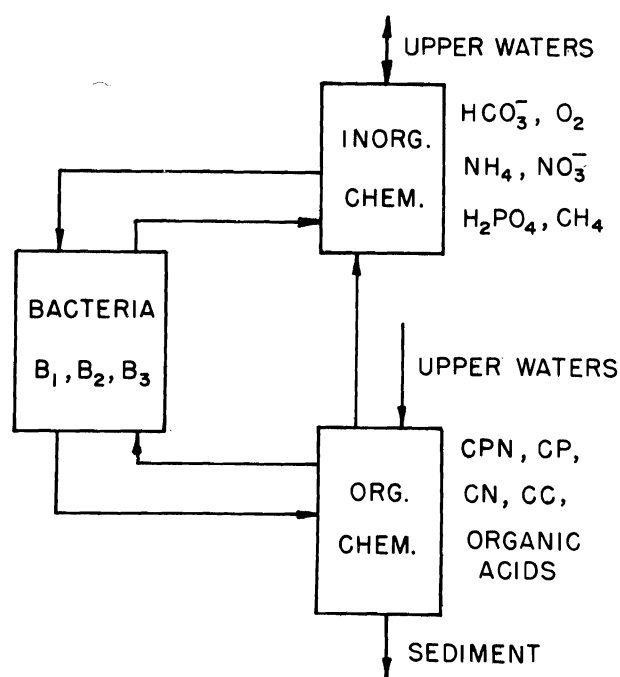 UPPER WATERS
INORG.
CHEM.
HCO₃⁻, O₂
NH₄, NO₃⁻
H₂PO₄, CH₄
BACTERIA
B₁, B₂, B₃
UPPER WATERS
ORG.
CHEM.
CPN, CP,
CN, CC,
ORGANIC
ACIDS
SEDIMENT